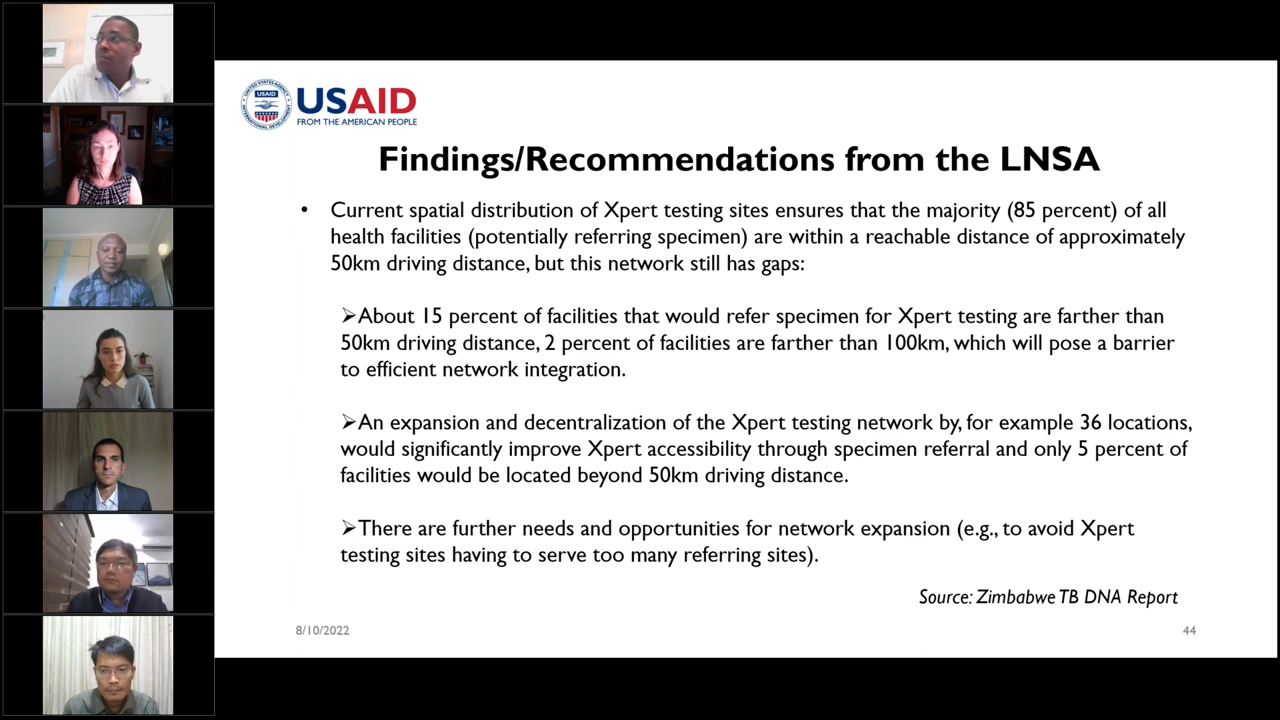 USAID
FROM THE AMERICAN PEOPLE
Findings/Recommendations from the LNSA
• Current spatial distribution of Xpert testing sites ensures that the majority (85 percent) of all
health facilities (potentially referring specimen) are within a reachable distance of approximately
50km driving distance, but this network still has gaps:
➢About 15 percent of facilities that would refer specimen for Xpert testing are farther than
50km driving distance, 2 percent of facilities are farther than 100km, which will pose a barrier
to efficient network integration.
➢An expansion and decentralization of the Xpert testing network by, for example 36 locations,
would significantly improve Xpert accessibility through specimen referral and only 5 percent of
facilities would be located beyond 50km driving distance.
➢There are further needs and opportunities for network expansion (e.g., to avoid Xpert
testing sites having to serve too many referring sites).
Source: Zimbabwe TB DNA Report
8/10/2022
44